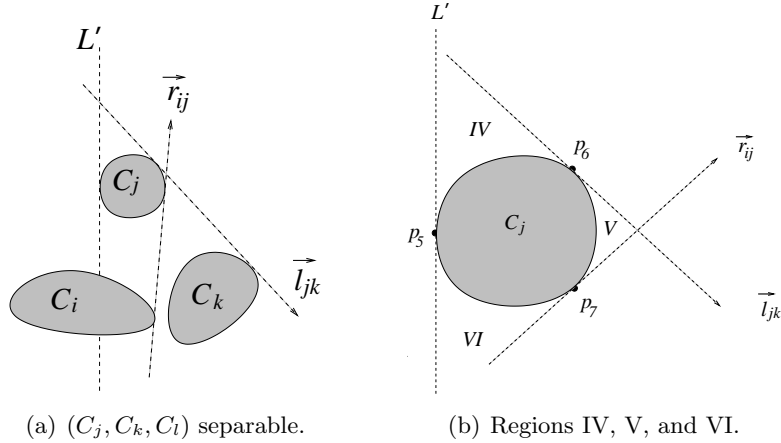 L'
r_ij
C_j
C_i
C_k
l_jk
(a) (C_j, C_k, C_l) separable.
L'
IV
p_6
r_ij
p_5
C_j
V
p_7
l_jk
VI
(b) Regions IV, V, and VI.